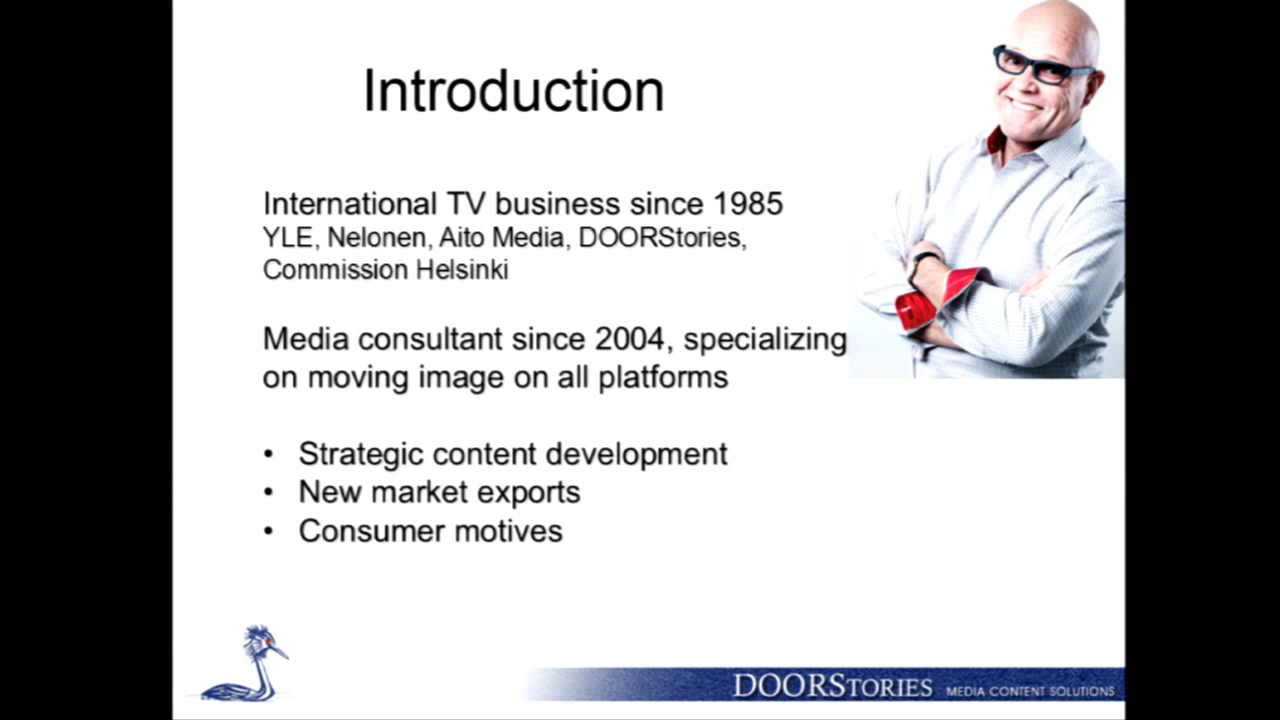 Introduction
International TV business since 1985
YLE, Nelonen, Aito Media, DOORStories,
Commission Helsinki
Media consultant since 2004, specializing
on moving image on all platforms
• Strategic content development
• New market exports
• Consumer motives
DOORSTORIES MEDIA CONTENT SOLUTIONS